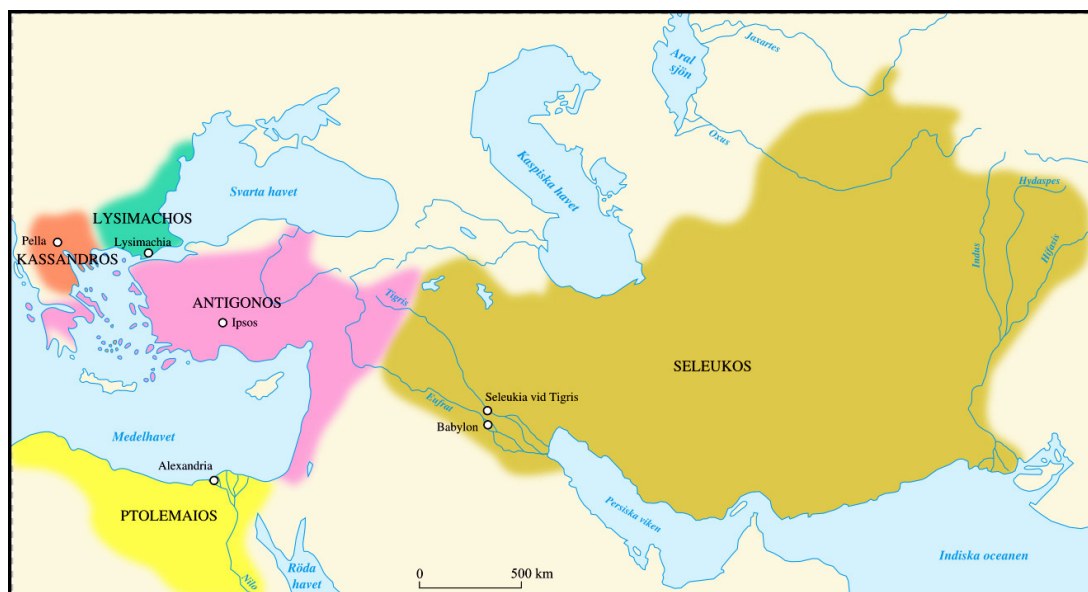 Aral
sjön
Jaxartes
Oxus
Kaspiska havet
Svarta havet
Hydaspes
Indus
Hifasis
LYSIMACHOS
Pella
Lysimachia
KASSANDROS
ANTIGONOS
Ipsos
Tigris
SELEUKOS
Eufrat
Seleukia vid Tigris
Babylon
Medelhavet
Alexandria
PTOLEMAIOS
Persiska viken
Indiska oceanen
Nilo
Röda
havet
0 500 km